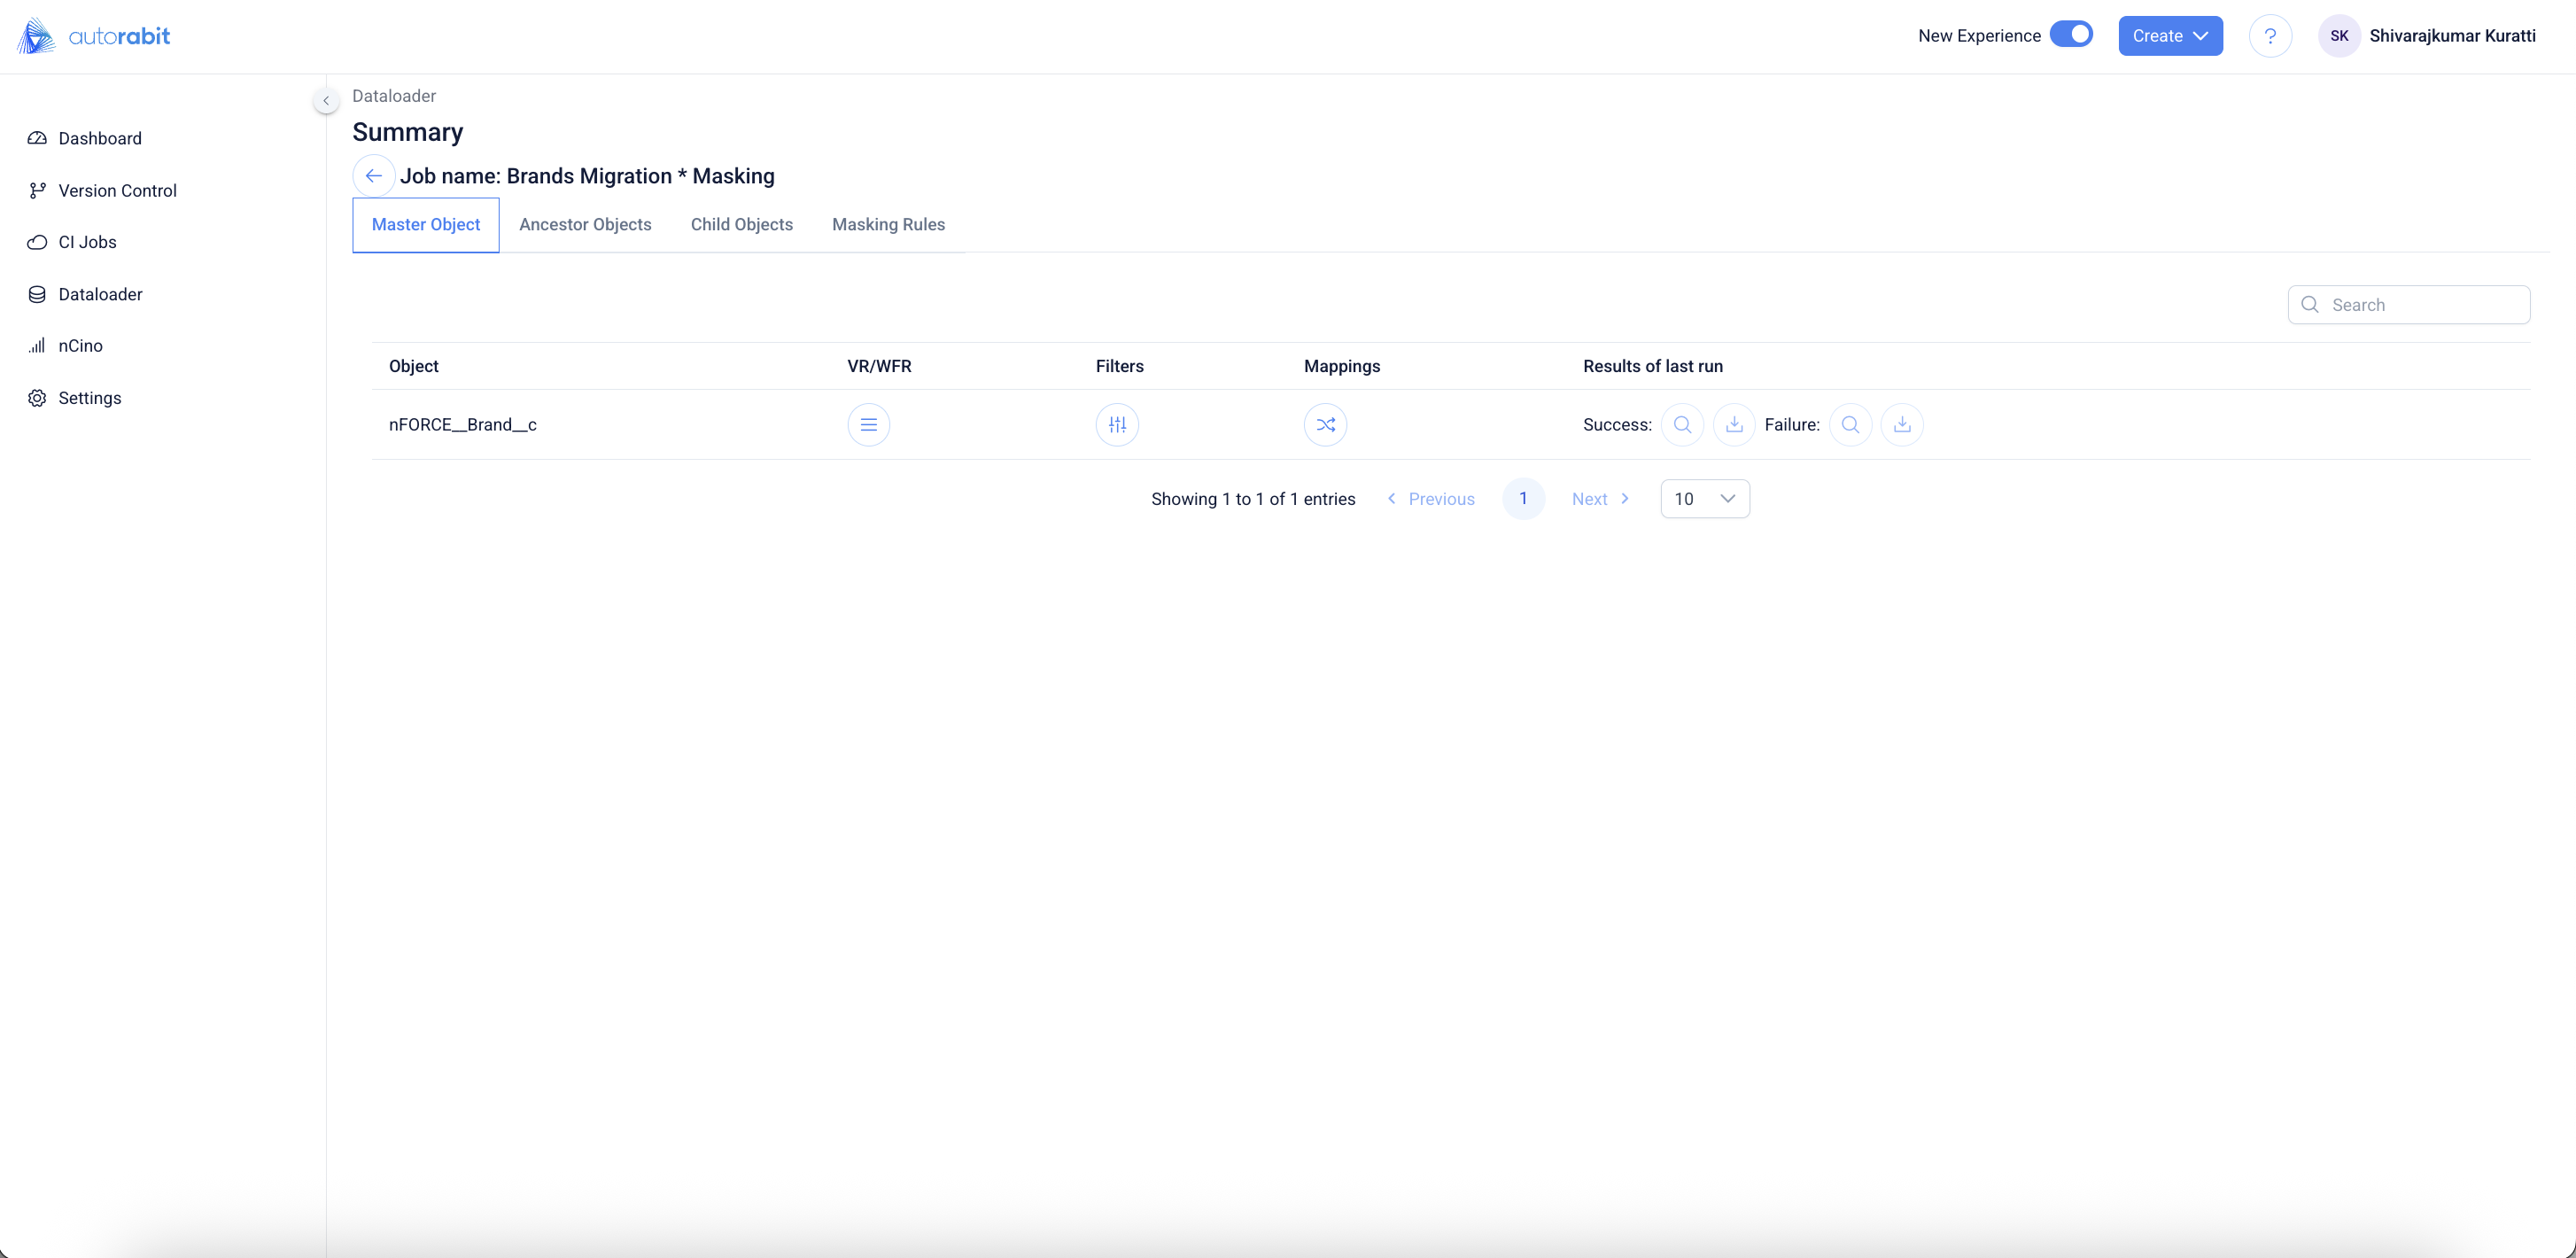 autorabit
New Experience Create ? SK Shivarajkumar Kuratti
Dashboard
Version Control
CI Jobs
Dataloader
nCino
Settings
Dataloader
Summary
Job name: Brands Migration * Masking
Master Object Ancestor Objects Child Objects Masking Rules
Search
Object VR/WFR Filters Mappings Results of last run
nFORCE__Brand__c Success: Failure:
Showing 1 to 1 of 1 entries Previous 1 Next 10